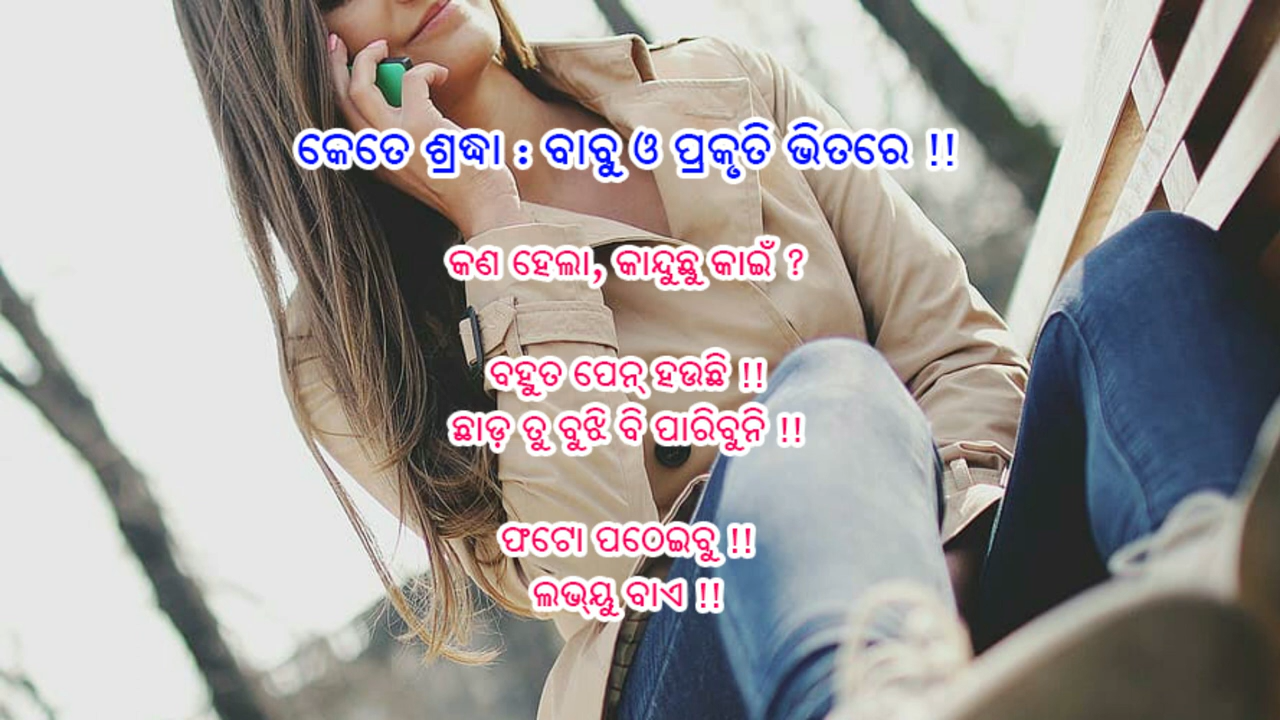 କେତେ ଶ୍ରଦ୍ଧା : ବାବୁ ଓ ପ୍ରକୃତି ଭିତରେ !!
କଣ ହେଲା, କାନ୍ଦୁଛୁ କାଇଁ ?
ବହୁତ ପେନ୍ ହଉଛି !!
ଛାଡ଼ ତୁ ବୁଝି ବି ପାରିବୁନି !!
ଫଟୋ ପଠେଇବୁ !!
ଲଭ୍‌ୟୁ ବାଏ !!